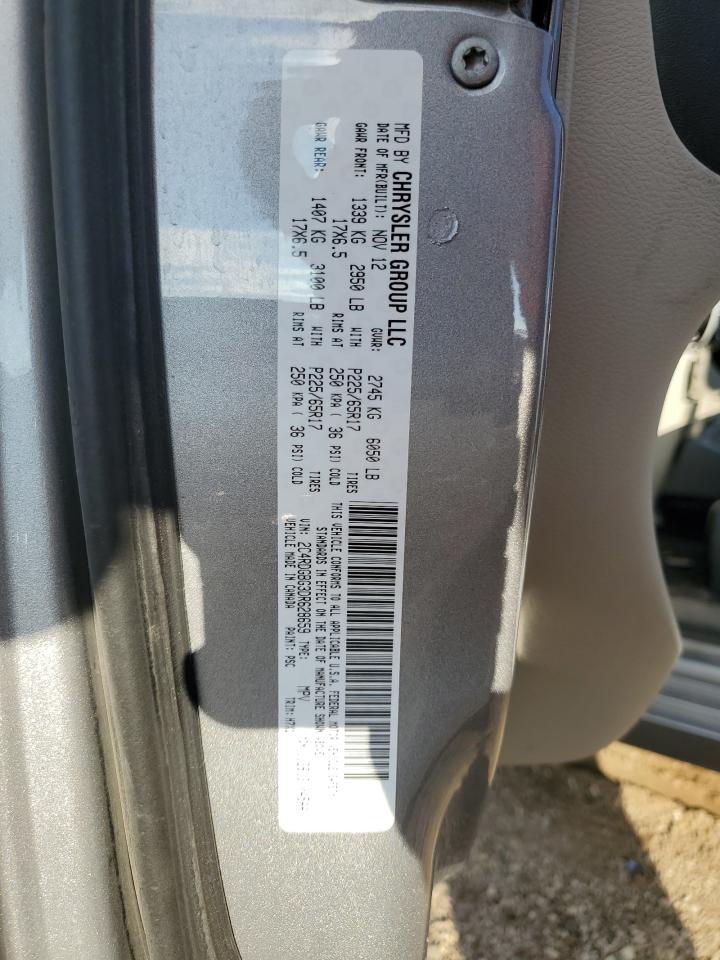 MFD BY CHRYSLER GROUP LLC
DATE OF MFR(BUILT): NOV 12 GVWR: 2745 KG 6050 LB
GAWR FRONT: 1339 KG 2950 LB WITH P225/65R17 TIRES
17X6.5 RIMS AT 250 KPA ( 36 PSI) COLD
GAWR REAR: 1407 KG 3100 LB WITH P225/65R17 TIRES
17X6.5 RIMS AT 250 KPA ( 36 PSI) COLD
THIS VEHICLE CONFORMS TO ALL APPLICABLE U.S.A. FEDERAL MOTOR
STANDARDS IN EFFECT ON THE DATE OF MANUFACTURE SHOWN
VIN: 2C4RDGBG3DR628659 TYPE: MPV
VEHICLE MADE IN CANADA PAINT: PSC TRIM: